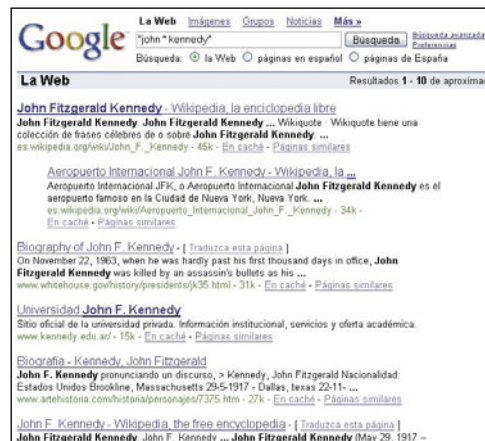 Google
La Web Imágenes Grupos Noticias Más »
"john * kennedy" Búsqueda Búsqueda avanzada
Preferencias
Búsqueda: la Web páginas en español páginas de España
La Web Resultados 1 - 10 de aproxima
John Fitzgerald Kennedy - Wikipedia, la enciclopedia libre
John Fitzgerald Kennedy. John Fitzgerald Kennedy ... Wikiquote · Wikiquote tiene una
colección de frases célebres de o sobre John Fitzgerald Kennedy. ...
es.wikipedia.org/wiki/John_F._Kennedy - 45k - En caché - Páginas similares
Aeropuerto Internacional John F. Kennedy - Wikipedia, la ...
Aeropuerto Internacional JFK, o Aeropuerto Internacional John Fitzgerald Kennedy es el
aeropuerto famoso en la Ciudad de Nueva York, Nueva York. ...
es.wikipedia.org/wiki/Aeropuerto_Internacional_John_F._Kennedy - 34k -
En caché - Páginas similares
Biography of John F. Kennedy - [ Traduzca esta página ]
On November 22, 1963, when he was hardly past his first thousand days in office, John
Fitzgerald Kennedy was killed by an assassin's bullets as his ...
www.whitehouse.gov/history/presidents/jk35.html - 31k - En caché - Páginas similares
Universidad John F. Kennedy
Sitio oficial de la universidad privada. Información institucional, servicios y oferta académica.
www.kennedy.edu.ar/ - 15k - En caché - Páginas similares
Biografia - Kennedy, John Fitzgerald
John F. Kennedy pronunciando un discurso, > Kennedy, John Fitzgerald Nacionalidad:
Estados Unidos Brookline, Massachusetts 29-5-1917 - Dallas, texas 22-11- ...
www.artehistoria.com/historia/personajes/7375.htm - 27k - En caché - Páginas similares
John F. Kennedy - Wikipedia, the free encyclopedia - [ Traduzca esta página ]
John Fitzgerald Kennedy. John F. Kennedy ... John Fitzgerald Kennedy (May 29, 1917 –